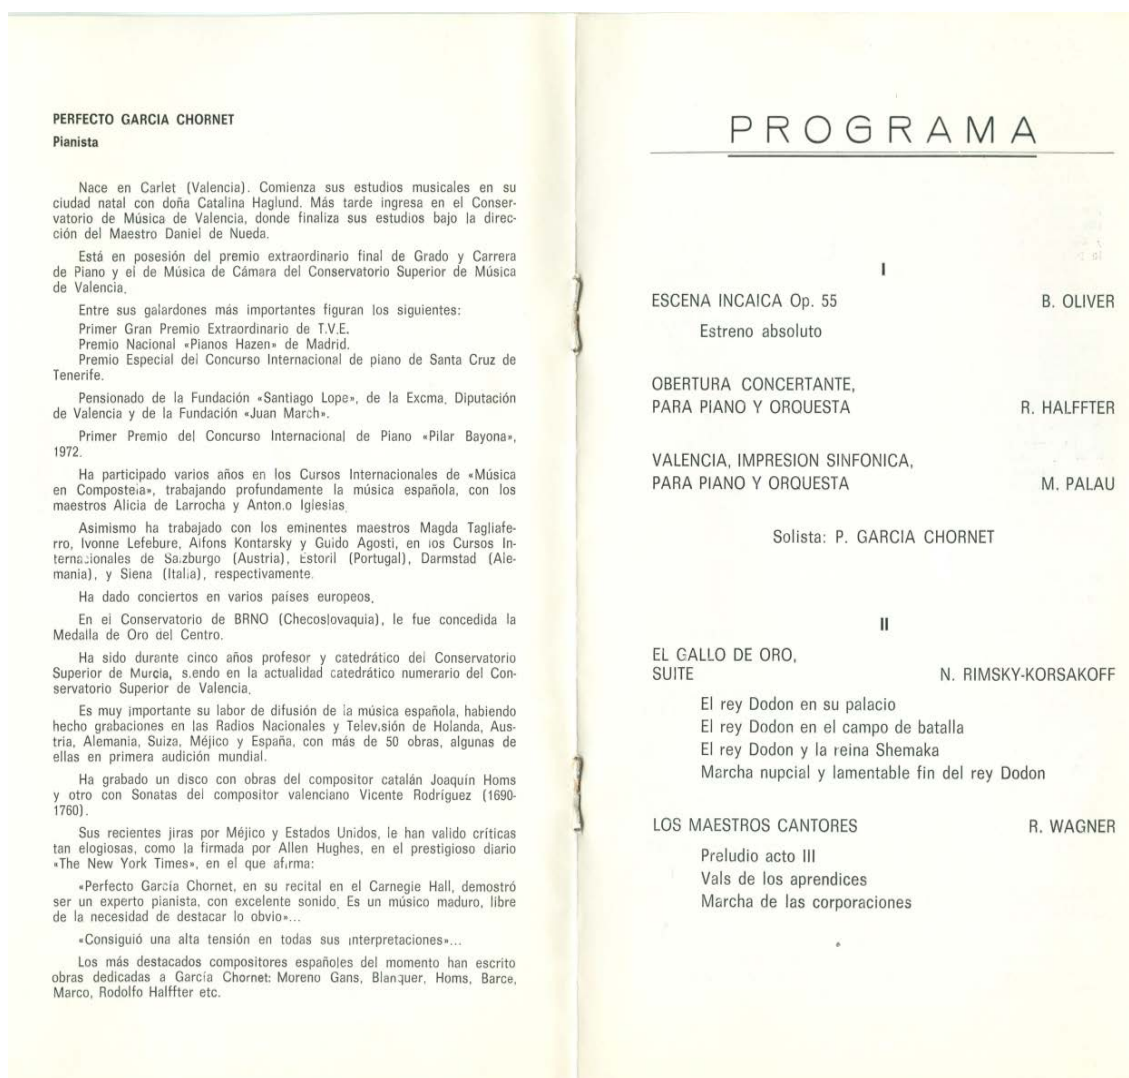 PERFECTO GARCIA CHORNET
Pianista
Nace en Carlet (Valencia). Comienza sus estudios musicales en su
ciudad natal con doña Catalina Haglund. Más tarde ingresa en el Conser-
vatorio de Música de Valencia, donde finaliza sus estudios bajo la direc-
ción del Maestro Daniel de Nueda.
Está en posesión del premio extraordinario final de Grado y Carrera
de Piano y el de Música de Cámara del Conservatorio Superior de Música
de Valencia.
Entre sus galardones más importantes figuran los siguientes:
Primer Gran Premio Extraordinario de T.V.E.
Premio Nacional «Pianos Hazen» de Madrid.
Premio Especial del Concurso Internacional de piano de Santa Cruz de
Tenerife.
Pensionado de la Fundación «Santiago Lope», de la Excma. Diputación
de Valencia y de la Fundación «Juan March».
Primer Premio del Concurso Internacional de Piano «Pilar Bayona»,
1972.
Ha participado varios años en los Cursos Internacionales de «Música
en Compostela», trabajando profundamente la música española, con los
maestros Alicia de Larrocha y Antonio Iglesias.
Asimismo ha trabajado con los eminentes maestros Magda Tagliafe-
rro, Ivonne Lefebure, Alfons Kontarsky y Guido Agosti, en los Cursos In-
ternacionales de Salzburgo (Austria), Estoril (Portugal), Darmstad (Ale-
mania), y Siena (Italia), respectivamente.
Ha dado conciertos en varios países europeos.
En el Conservatorio de BRNO (Checoslovaquia), le fue concedida la
Medalla de Oro del Centro.
Ha sido durante cinco años profesor y catedrático del Conservatorio
Superior de Murcia, siendo en la actualidad catedrático numerario del Con-
servatorio Superior de Valencia.
Es muy importante su labor de difusión de la música española, habiendo
hecho grabaciones en las Radios Nacionales y Televisión de Holanda, Aus-
tria, Alemania, Suiza, Méjico y España, con más de 50 obras, algunas de
ellas en primera audición mundial.
Ha grabado un disco con obras del compositor catalán Joaquín Homs
y otro con Sonatas del compositor valenciano Vicente Rodríguez (1690-
1760).
Sus recientes jiras por Méjico y Estados Unidos, le han valido críticas
tan elogiosas, como la firmada por Allen Hughes, en el prestigioso diario
«The New York Times», en el que afirma:
«Perfecto García Chornet, en su recital en el Carnegie Hall, demostró
ser un experto pianista, con excelente sonido. Es un músico maduro, libre
de la necesidad de destacar lo obvio»...
«Consiguió una alta tensión en todas sus interpretaciones»...
Los más destacados compositores españoles del momento han escrito
obras dedicadas a García Chornet: Moreno Gans, Blanquer, Homs, Barce,
Marco, Rodolfo Halffter etc.
PROGRAMA
I
ESCENA INCAICA Op. 55 B. OLIVER
Estreno absoluto
OBERTURA CONCERTANTE,
PARA PIANO Y ORQUESTA R. HALFFTER
VALENCIA, IMPRESION SINFONICA,
PARA PIANO Y ORQUESTA M. PALAU
Solista: P. GARCIA CHORNET
II
EL GALLO DE ORO,
SUITE N. RIMSKY-KORSAKOFF
El rey Dodon en su palacio
El rey Dodon en el campo de batalla
El rey Dodon y la reina Shemaka
Marcha nupcial y lamentable fin del rey Dodon
LOS MAESTROS CANTORES R. WAGNER
Preludio acto III
Vals de los aprendices
Marcha de las corporaciones